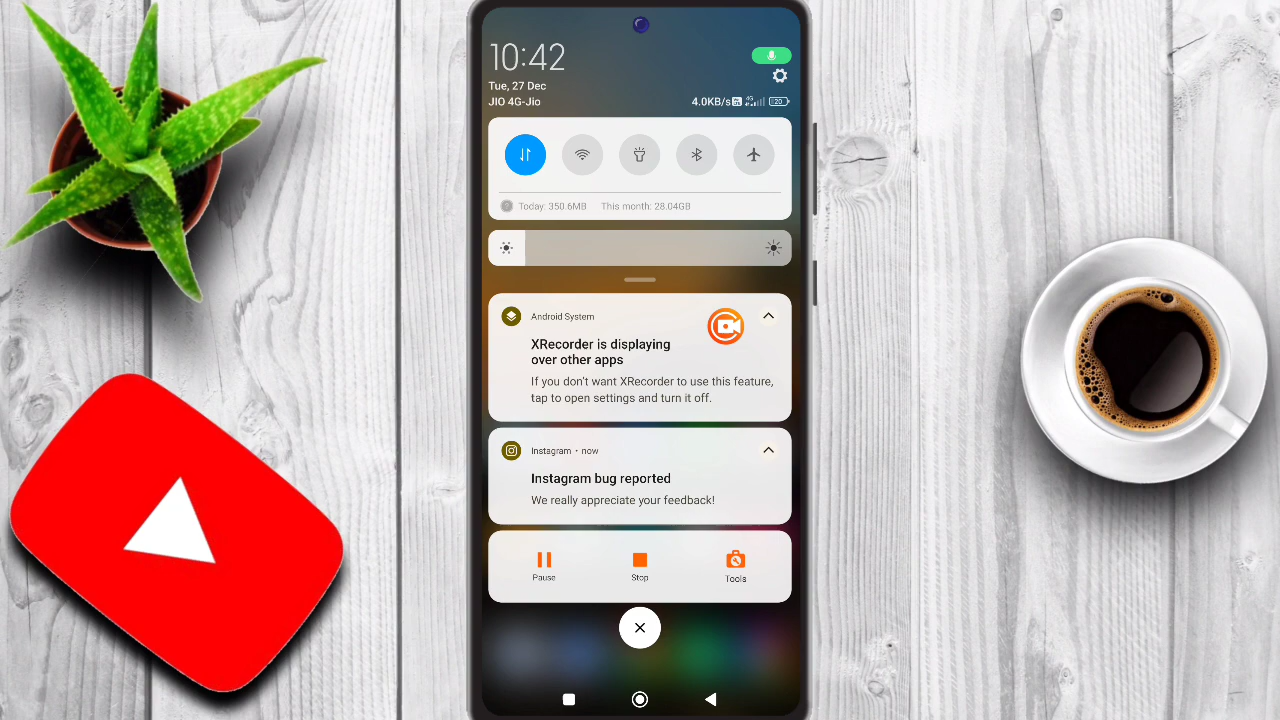 10:42
Tue, 27 Dec
JIO 4G-Jio
4.0KB/s
4G
20
Today: 350.6MB This month: 28.04GB
Android System
XRecorder is displaying
over other apps
If you don't want XRecorder to use this feature,
tap to open settings and turn it off.
Instagram • now
Instagram bug reported
We really appreciate your feedback!
Pause Stop Tools